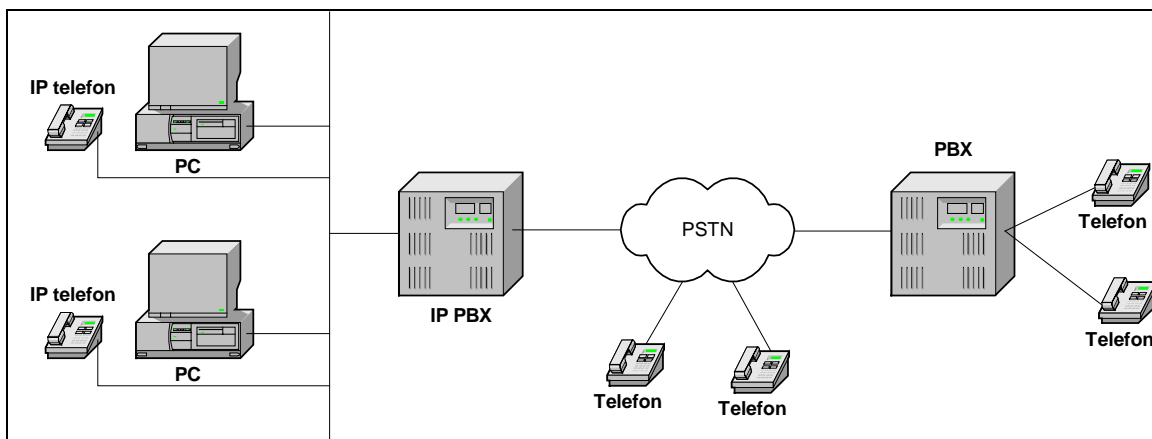 IP telefon
PC
IP telefon
PC
IP PBX
PSTN
Telefon
Telefon
PBX
Telefon
Telefon